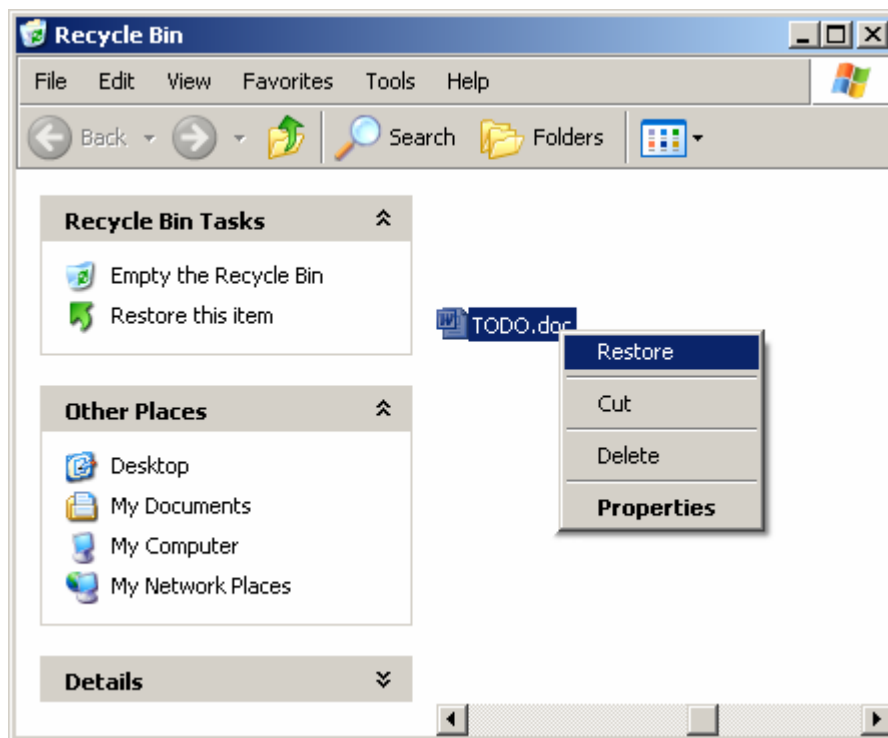 Recycle Bin
File Edit View Favorites Tools Help
Back Search Folders
Recycle Bin Tasks
Empty the Recycle Bin
Restore this item
Other Places
Desktop
My Documents
My Computer
My Network Places
Details
TODO.doc
Restore
Cut
Delete
Properties